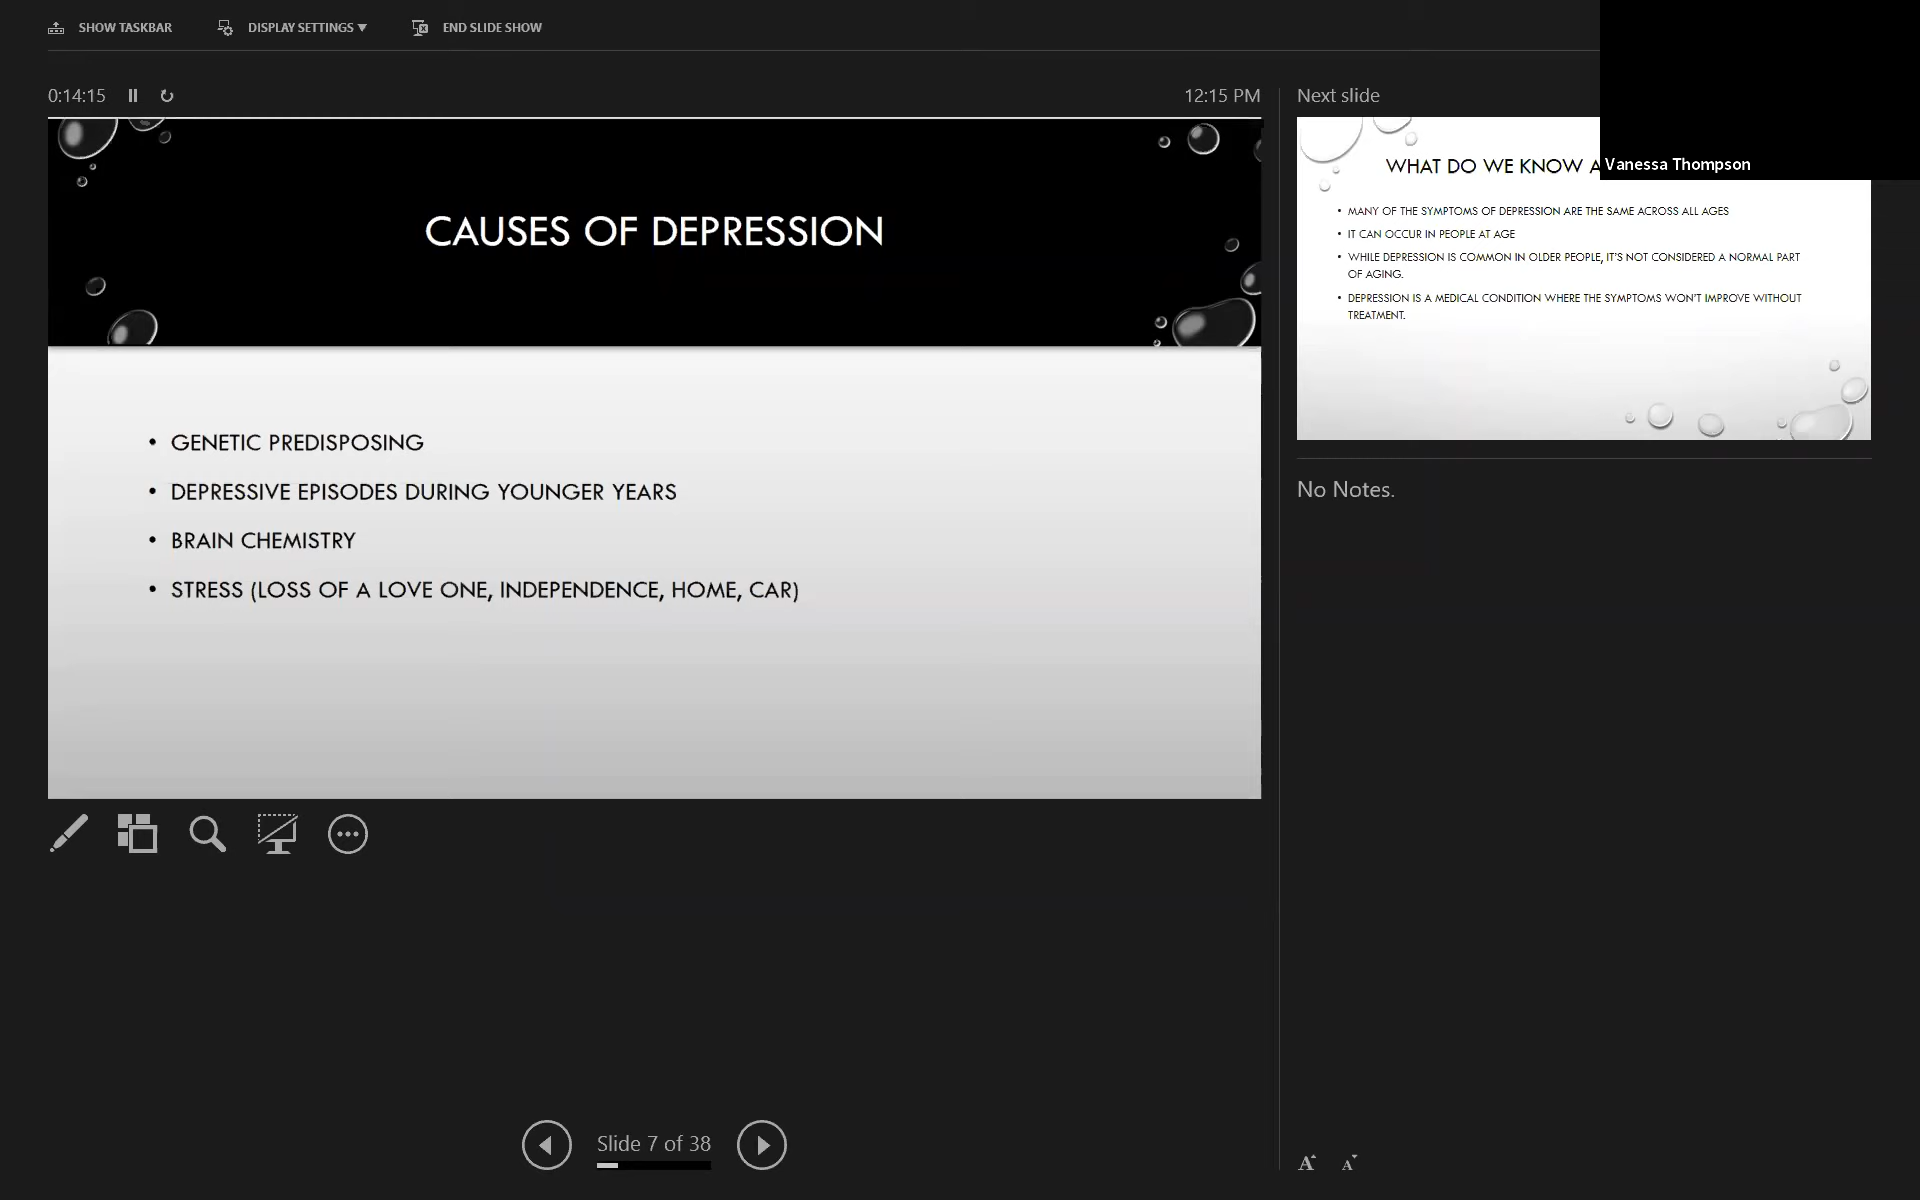 SHOW TASKBAR
DISPLAY SETTINGS ▼
END SLIDE SHOW
0:14:15
12:15 PM
CAUSES OF DEPRESSION
• GENETIC PREDISPOSING
• DEPRESSIVE EPISODES DURING YOUNGER YEARS
• BRAIN CHEMISTRY
• STRESS (LOSS OF A LOVE ONE, INDEPENDENCE, HOME, CAR)
Slide 7 of 38
Next slide
WHAT DO WE KNOW A
Vanessa Thompson
• MANY OF THE SYMPTOMS OF DEPRESSION ARE THE SAME ACROSS ALL AGES
• IT CAN OCCUR IN PEOPLE AT AGE
• WHILE DEPRESSION IS COMMON IN OLDER PEOPLE, IT'S NOT CONSIDERED A NORMAL PART
OF AGING.
• DEPRESSION IS A MEDICAL CONDITION WHERE THE SYMPTOMS WON'T IMPROVE WITHOUT
TREATMENT.
No Notes.
A A